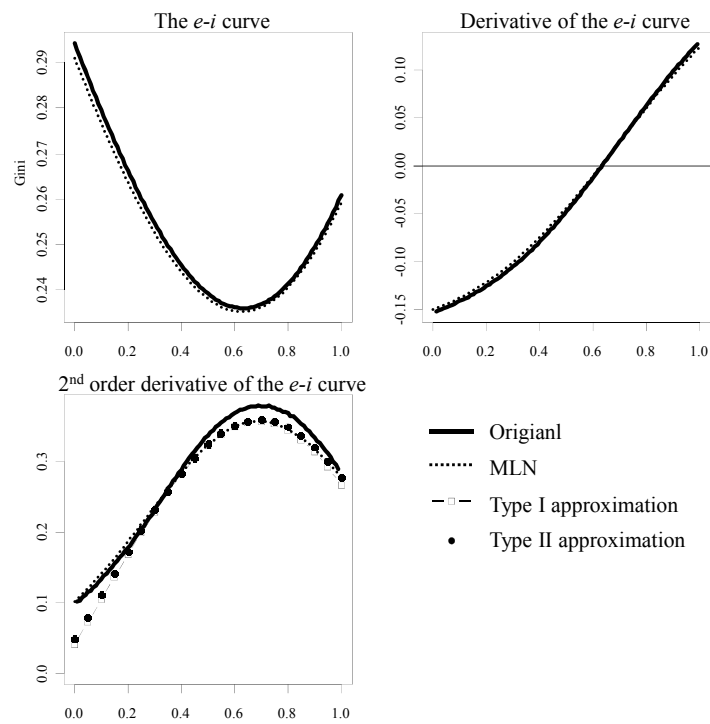 The e-i curve
Gini
0.24 0.25 0.26 0.27 0.28 0.29
0.0 0.2 0.4 0.6 0.8 1.0
Derivative of the e-i curve
-0.15 -0.10 -0.05 0.00 0.05 0.10
0.0 0.2 0.4 0.6 0.8 1.0
2nd order derivative of the e-i curve
0.0 0.1 0.2 0.3
0.0 0.2 0.4 0.6 0.8 1.0
Origianl
MLN
Type I approximation
Type II approximation